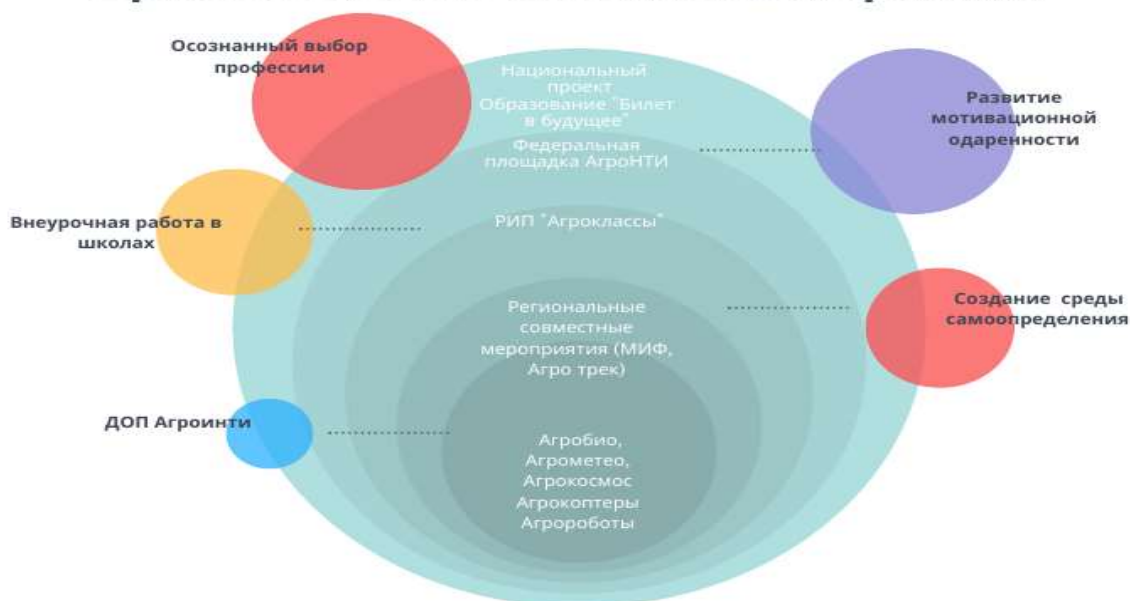 Осознанный выбор
профессии
Национальный
проект
Образование "Билет
в будущее"
Развитие
мотивационной
одаренности
Федеральная
площадка АгроНТИ
Внеурочная работа в
школах
РИП "Агроклассы"
Создание среды
самоопределения
Региональные
совместные
мероприятия (МИФ,
Агро трек)
ДОП Агроинти
Агробио,
Агрометео,
Агрокосмос
Агрокоптеры
Агророботы